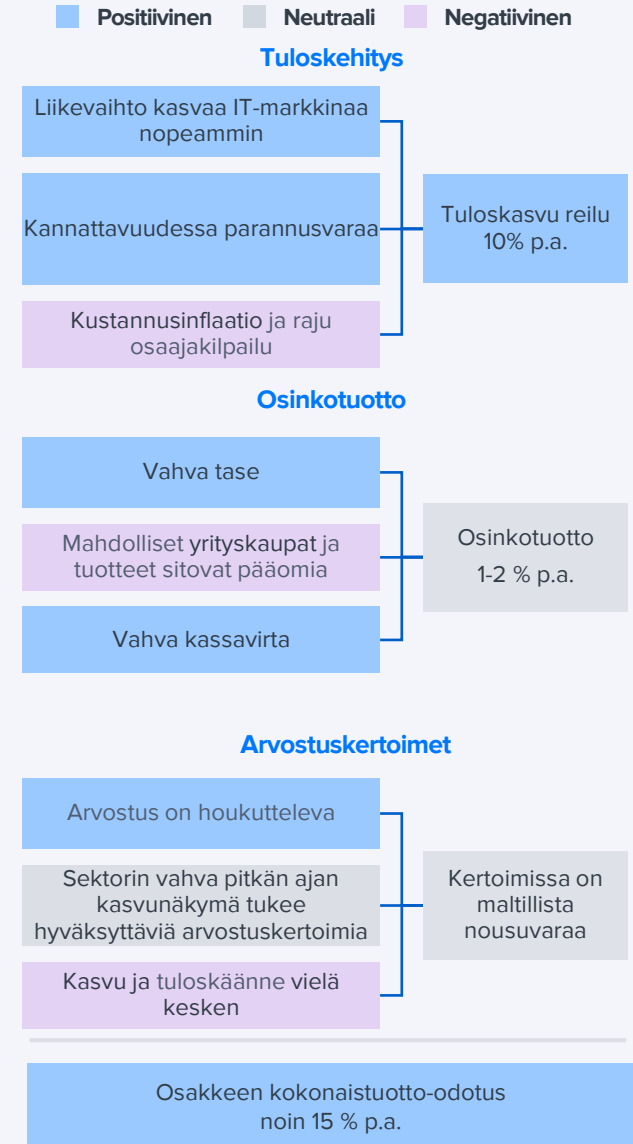 Positiivinen Neutraali Negatiivinen
Tuloskehitys
Liikevaihto kasvaa IT-markkinaa
nopeammin
Kannattavuudessa parannusvaraa
Kustannusinflaatio ja raju
osaajakilpailu
Tuloskasvu reilu
10% p.a.
Osinkotuotto
Vahva tase
Mahdolliset yrityskaupat ja
tuotteet sitovat pääomia
Vahva kassavirta
Osinkotuotto
1-2 % p.a.
Arvostuskertoimet
Arvostus on houkutteleva
Sektorin vahva pitkän ajan
kasvunäkymä tukee
hyväksyttäviä arvostuskertoimia
Kasvu ja tuloskäänne vielä
kesken
Kertoimissa on
maltillista
nousuvaraa
Osakkeen kokonaistuotto-odotus
noin 15 % p.a.